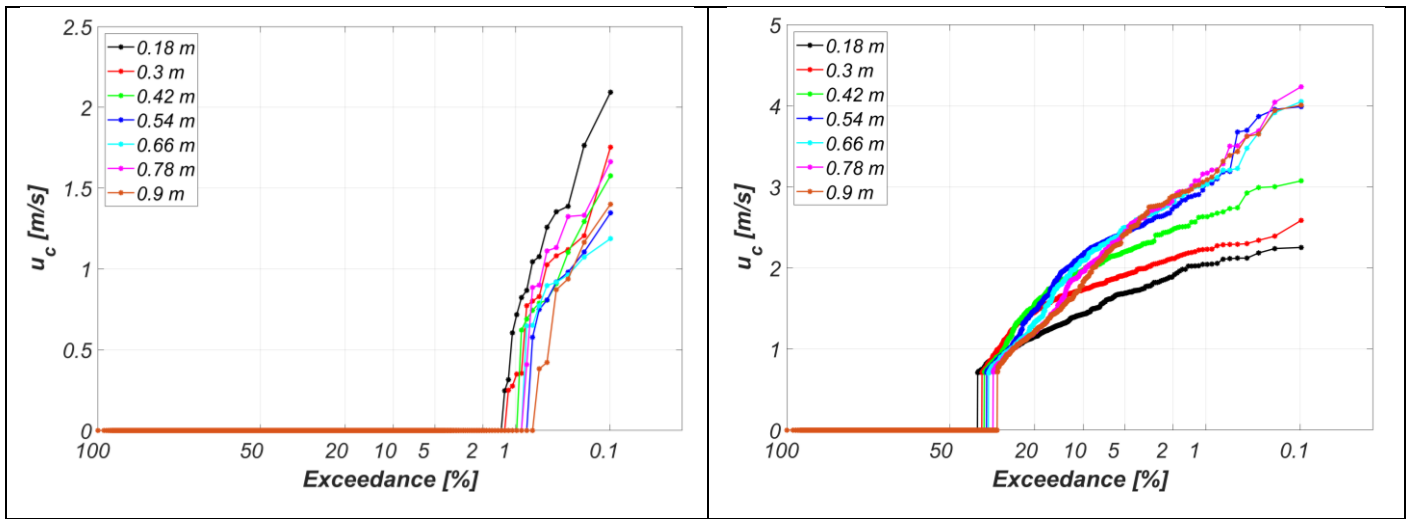 2.5
2
1.5
1
0.5
0
u_c [m/s]
0.18 m
0.3 m
0.42 m
0.54 m
0.66 m
0.78 m
0.9 m
100 50 20 10 5 2 1 0.1
Exceedance [%]
5
4
3
2
1
0
u_c [m/s]
0.18 m
0.3 m
0.42 m
0.54 m
0.66 m
0.78 m
0.9 m
100 50 20 10 5 2 1 0.1
Exceedance [%]